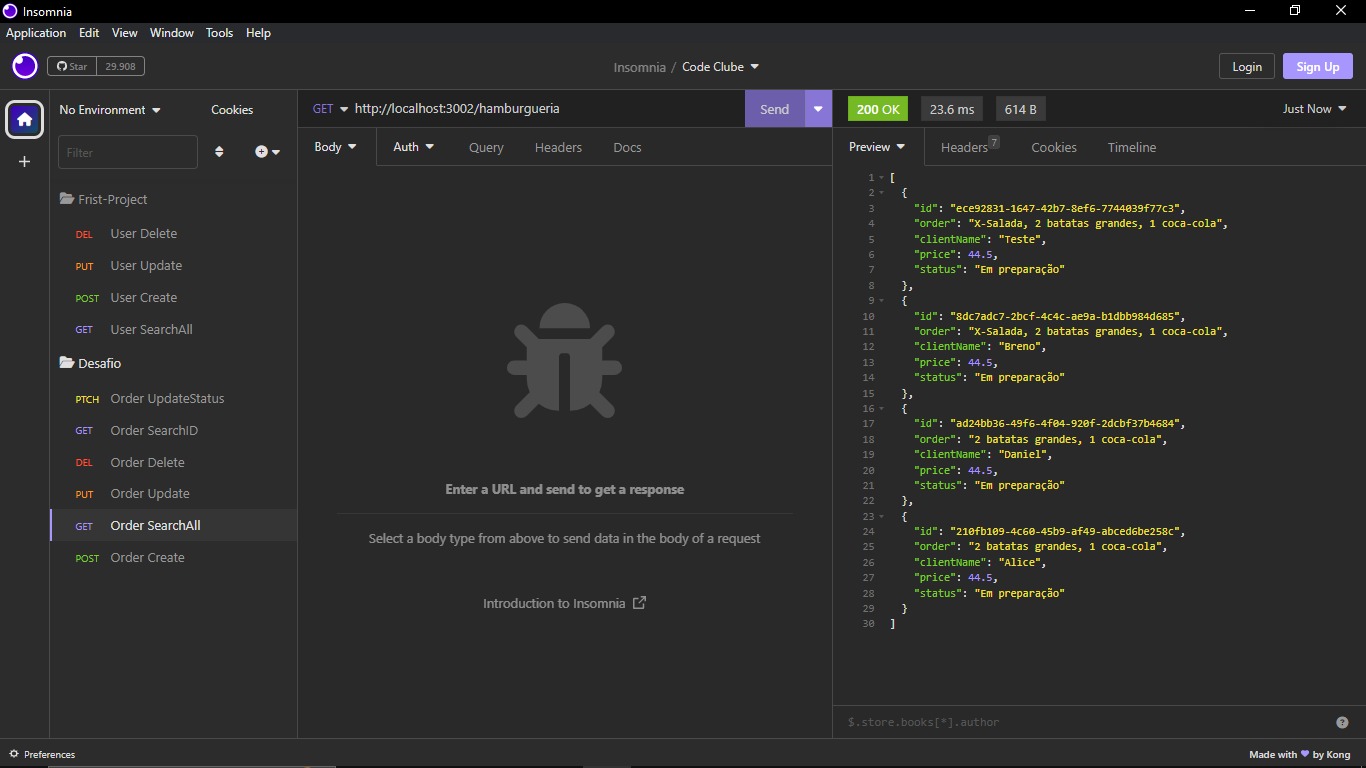 Insomnia
Application Edit View Window Tools Help
Star 29.908
Insomnia / Code Clube
Login Sign Up
No Environment Cookies
Filter
Frist-Project
DEL User Delete
PUT User Update
POST User Create
GET User SearchAll
Desafio
PTCH Order UpdateStatus
GET Order SearchID
DEL Order Delete
PUT Order Update
GET Order SearchAll
POST Order Create
GET http://localhost:3002/hamburgueria Send
Body Auth Query Headers Docs
Enter a URL and send to get a response
Select a body type from above to send data in the body of a request
Introduction to Insomnia
200 OK 23.6 ms 614 B Just Now
Preview Headers 7 Cookies Timeline
1 [
2 {
3 "id": "ece92831-1647-42b7-8ef6-7744039f77c3",
4 "order": "X-Salada, 2 batatas grandes, 1 coca-cola",
5 "clientName": "Teste",
6 "price": 44.5,
7 "status": "Em preparação"
8 },
9 {
10 "id": "8dc7adc7-2bcf-4c4c-ae9a-b1dbb984d685",
11 "order": "X-Salada, 2 batatas grandes, 1 coca-cola",
12 "clientName": "Breno",
13 "price": 44.5,
14 "status": "Em preparação"
15 },
16 {
17 "id": "ad24bb36-49f6-4f04-920f-2dcbf37b4684",
18 "order": "2 batatas grandes, 1 coca-cola",
19 "clientName": "Daniel",
20 "price": 44.5,
21 "status": "Em preparação"
22 },
23 {
24 "id": "210fb109-4c60-45b9-af49-abced6be258c",
25 "order": "2 batatas grandes, 1 coca-cola",
26 "clientName": "Alice",
27 "price": 44.5,
28 "status": "Em preparação"
29 }
30 ]
$.store.books[*].author
Preferences
Made with by Kong